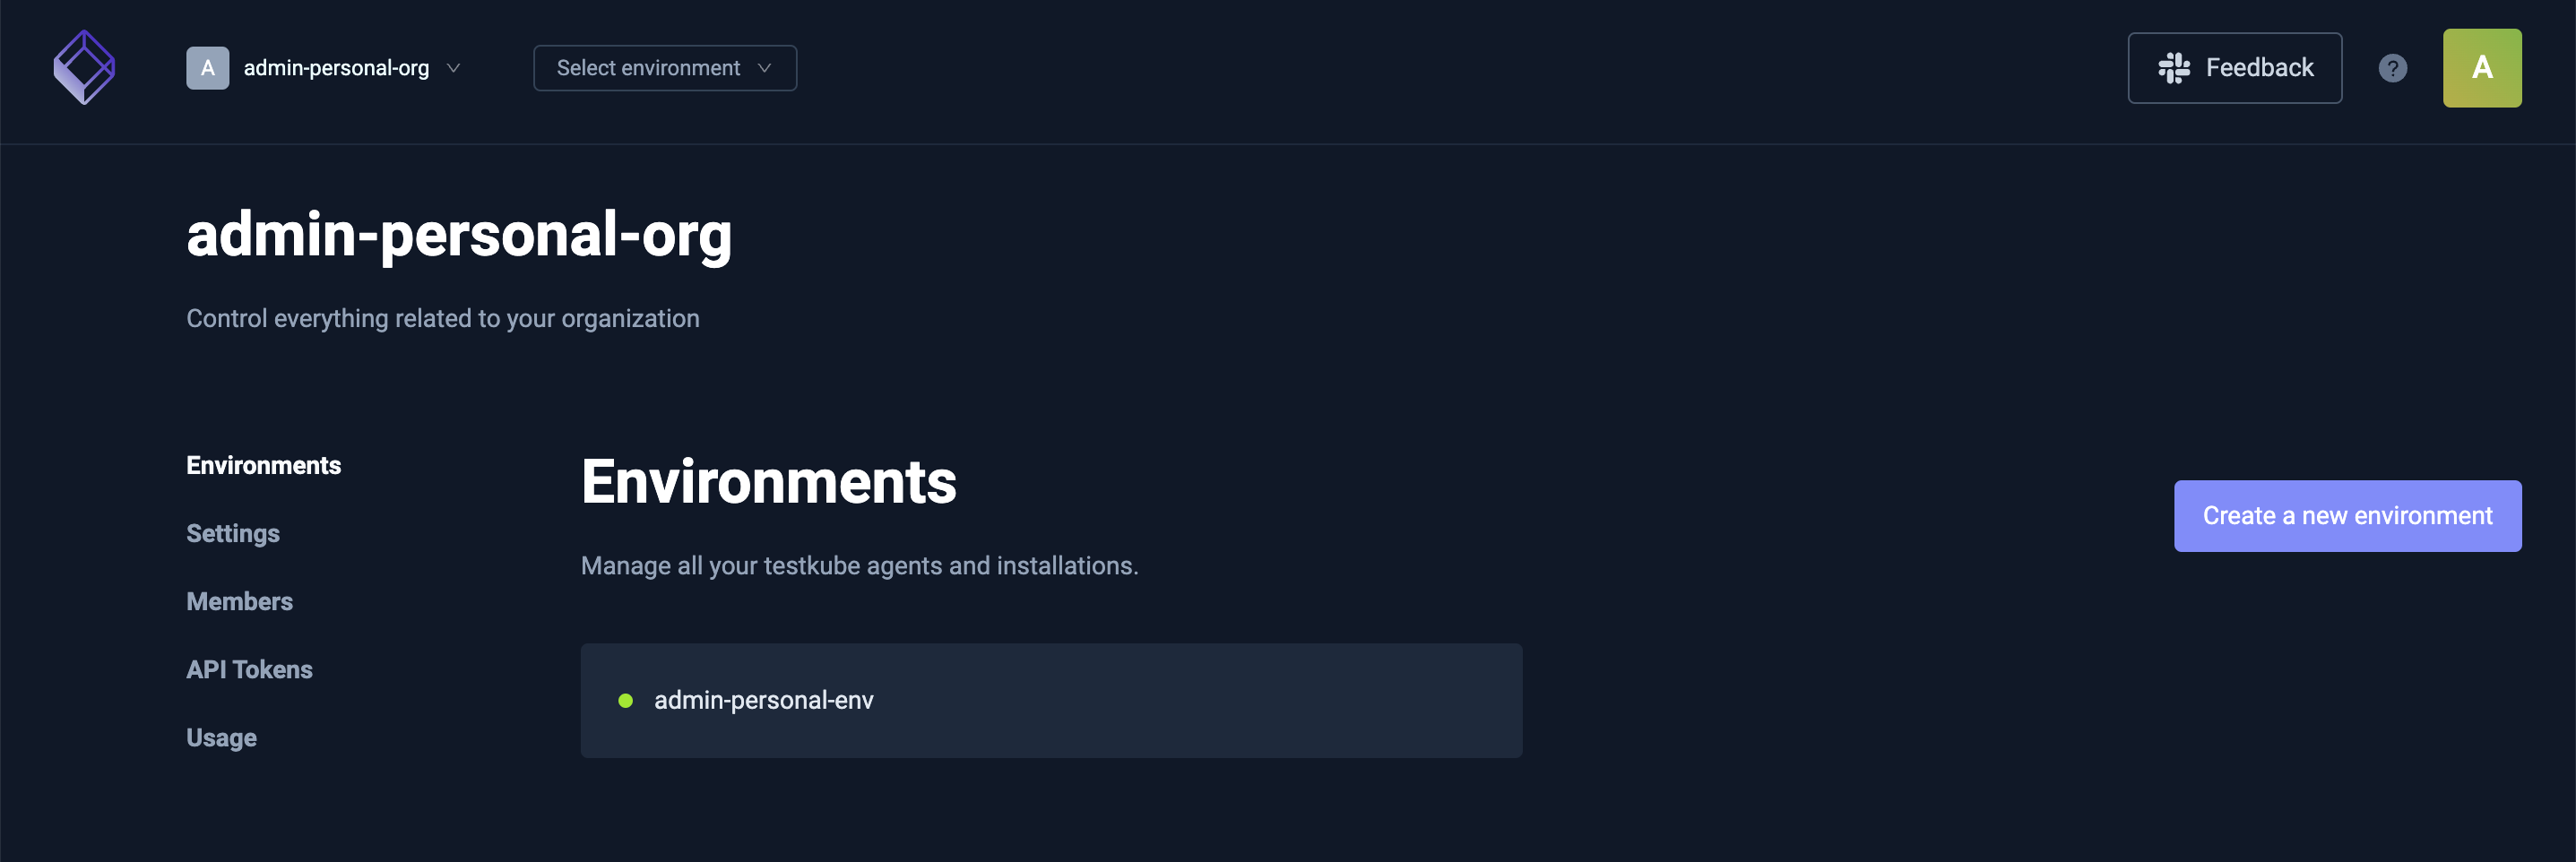 A admin-personal-org Select environment Feedback ? A
admin-personal-org
Control everything related to your organization
Environments
Settings
Members
API Tokens
Usage
Environments
Create a new environment
Manage all your testkube agents and installations.
admin-personal-env